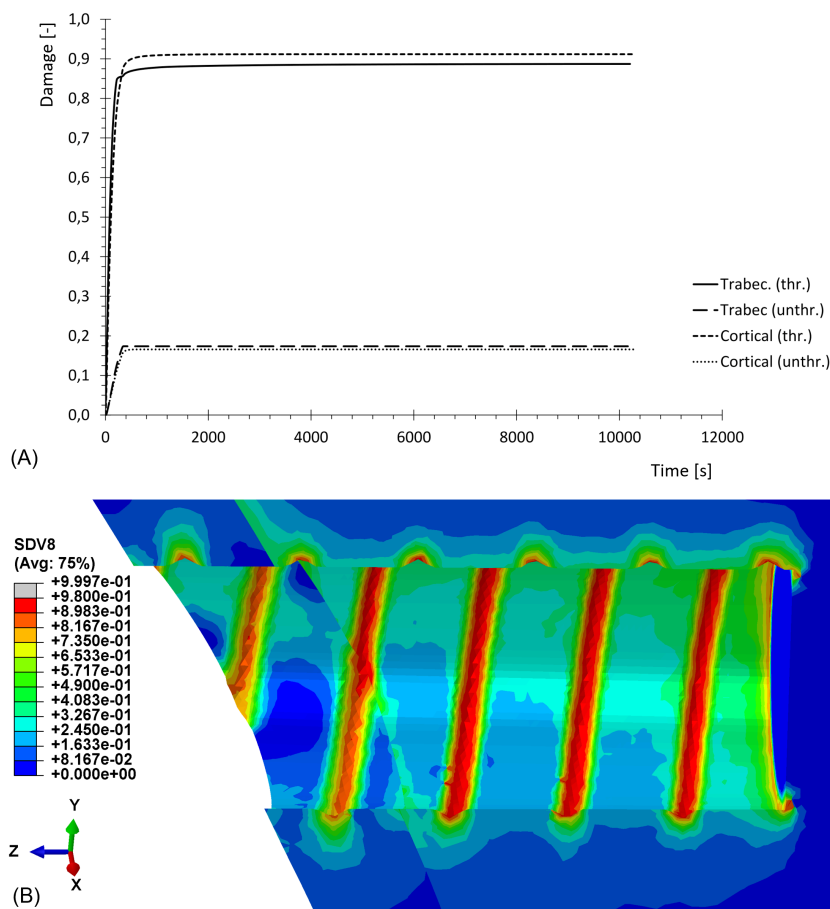 Damage [-]
1,0
0,9
0,8
0,7
0,6
0,5
0,4
0,3
0,2
0,1
0,0
0
2000
4000
6000
8000
10000
12000
Time [s]
Trabec. (thr.)
Trabec (unthr.)
Cortical (thr.)
Cortical (unthr.)
(A)
SDV8
(Avg: 75%)
+9.997e-01
+9.800e-01
+8.983e-01
+8.167e-01
+7.350e-01
+6.533e-01
+5.717e-01
+4.900e-01
+4.083e-01
+3.267e-01
+2.450e-01
+1.633e-01
+8.167e-02
+0.000e+00
Y
Z
X
(B)